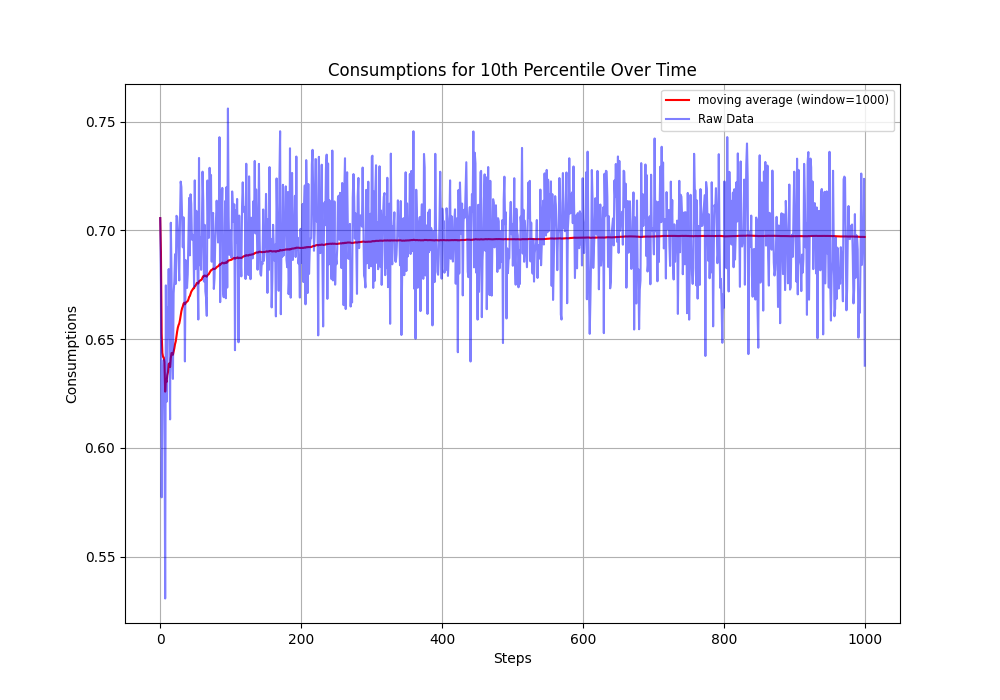 Consumptions for 10th Percentile Over Time
moving average (window=1000)
Raw Data
0.75
0.70
0.65
0.60
0.55
Consumptions
0
200
400
600
800
1000
Steps